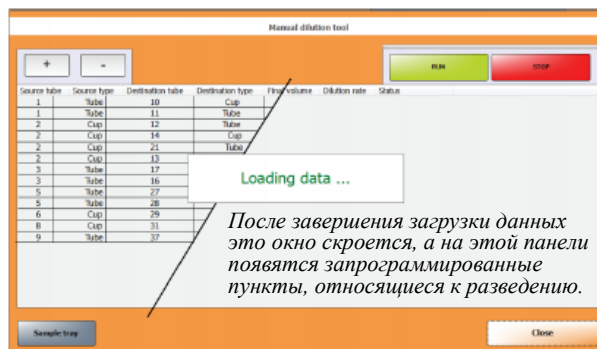 Manual dilution tool
+ -
RUN STOP
Source tube Source type Destination tube Destination type Final volume Dilution rate Status
1 Tube 10 Cup
1 Tube 11 Tube
2 Cup 12 Tube
2 Cup 14 Cup
2 Cup 21 Tube
2 Cup 13
3 Tube 17
3 Tube 16
5 Tube 27
5 Tube 28
6 Cup 29
8 Cup 31
9 Tube 37
Loading data ...
После завершения загрузки данных
это окно скроется, а на этой панели
появятся запрограммированные
пункты, относящиеся к разведению.
Sample tray Close